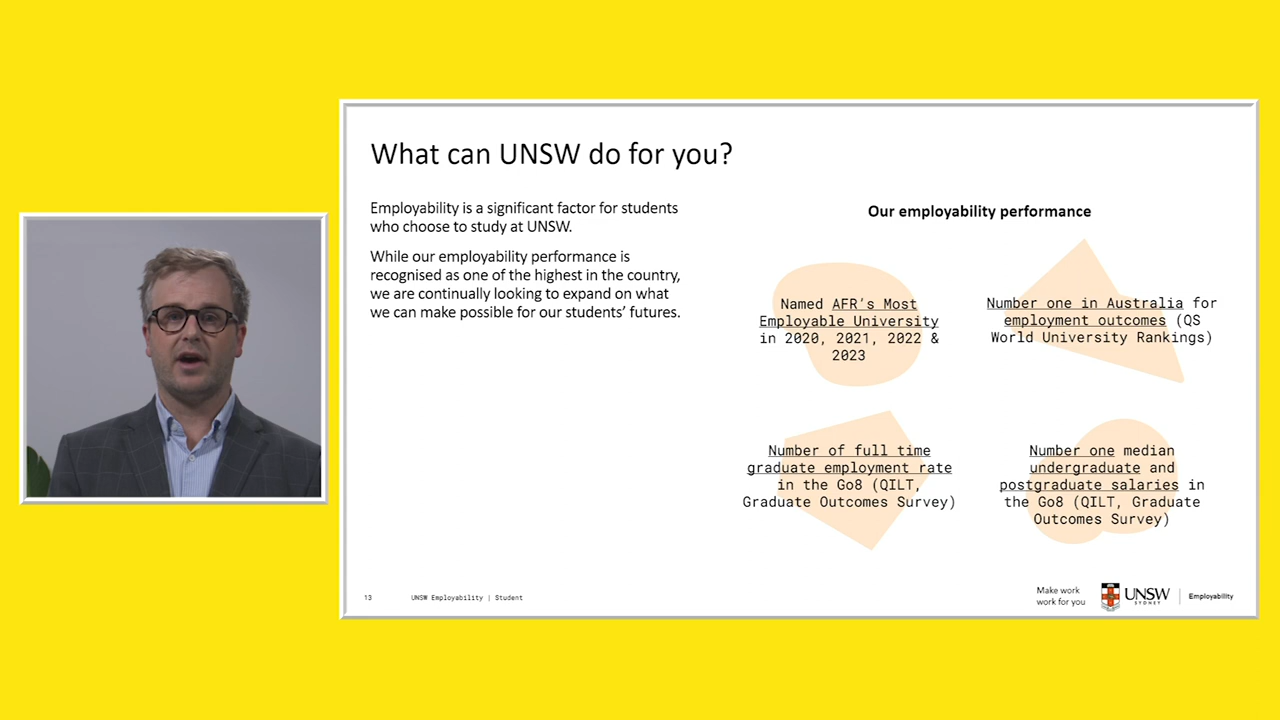 What can UNSW do for you?
Employability is a significant factor for students
who choose to study at UNSW.
While our employability performance is
recognised as one of the highest in the country,
we are continually looking to expand on what
we can make possible for our students’ futures.
Our employability performance
Named AFR’s Most
Employable University
in 2020, 2021, 2022 &
2023
Number one in Australia for
employment outcomes (QS
World University Rankings)
Number of full time
graduate employment rate
in the Go8 (QILT,
Graduate Outcomes Survey)
Number one median
undergraduate and
postgraduate salaries in
the Go8 (QILT, Graduate
Outcomes Survey)
13
UNSW Employability | Student
Make work
work for you
UNSW
SYDNEY
Employability